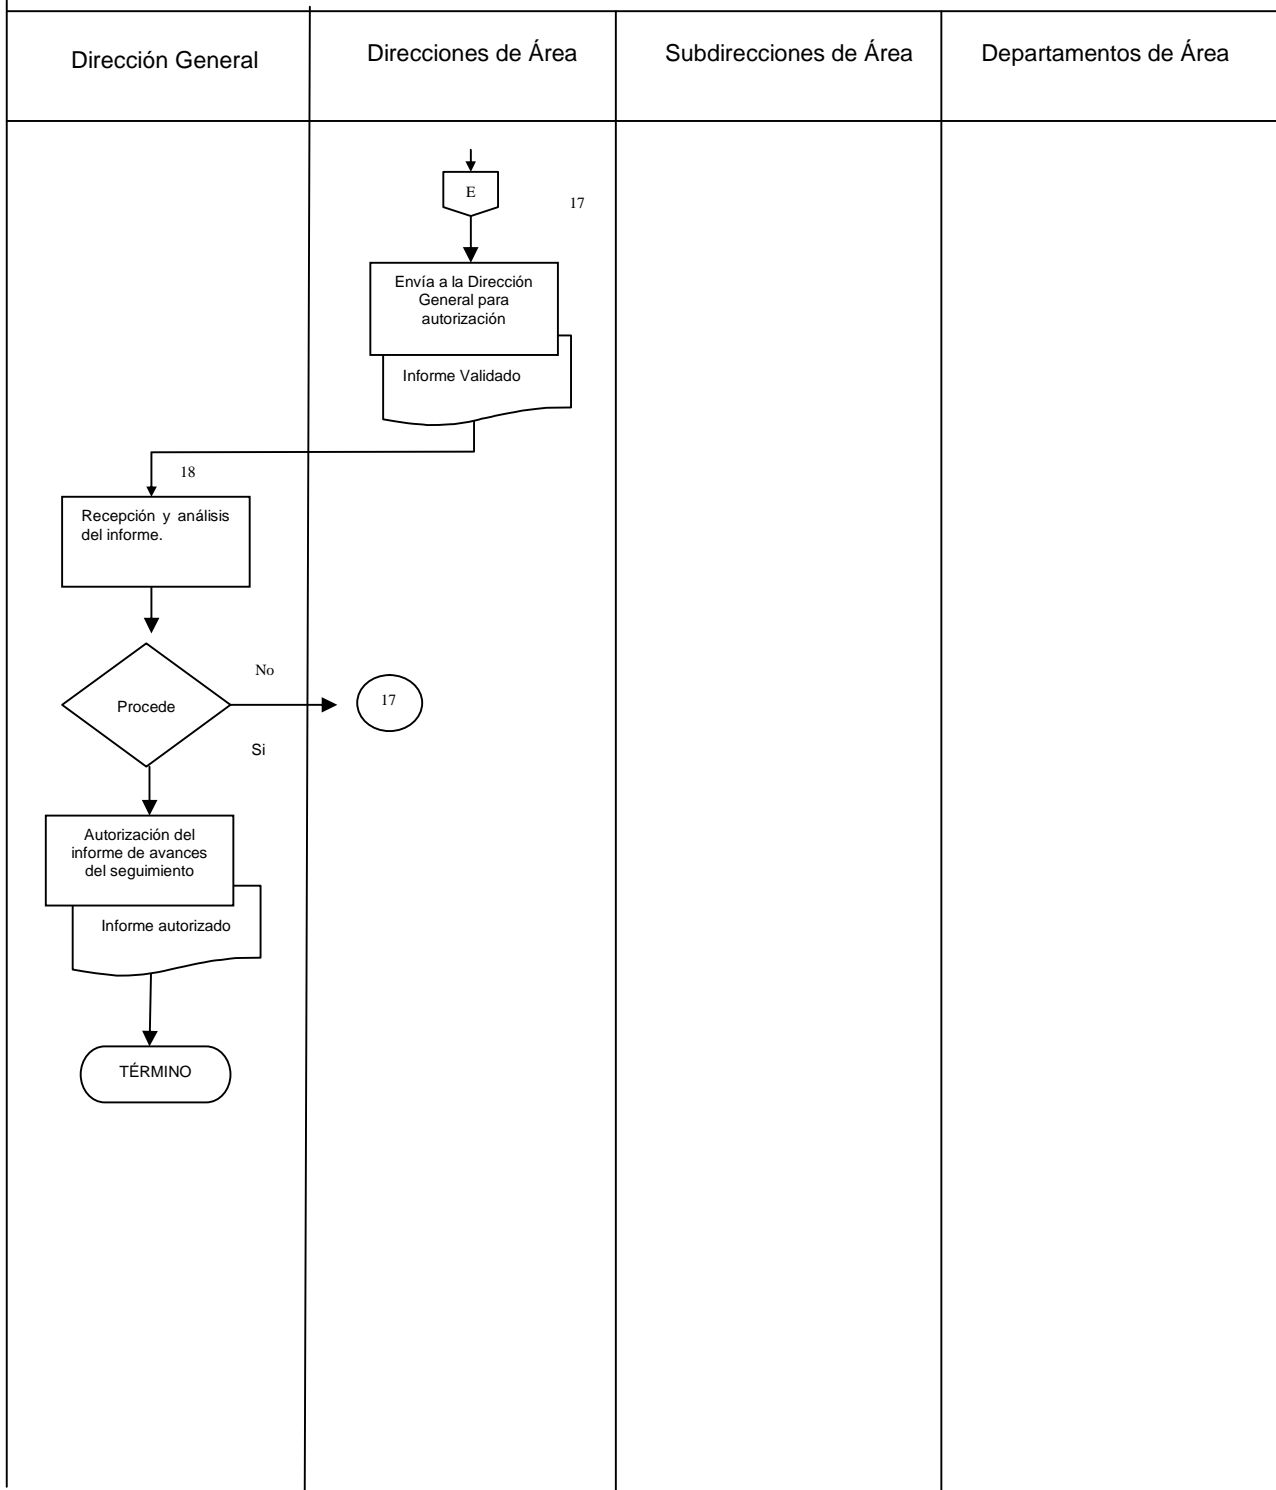 Dirección General
Direcciones de Área
Subdirecciones de Área
Departamentos de Área
E
17
Envía a la Dirección
General para
autorización
Informe Validado
18
Recepción y análisis
del informe.
No
Procede
17
Si
Autorización del
informe de avances
del seguimiento
Informe autorizado
TÉRMINO